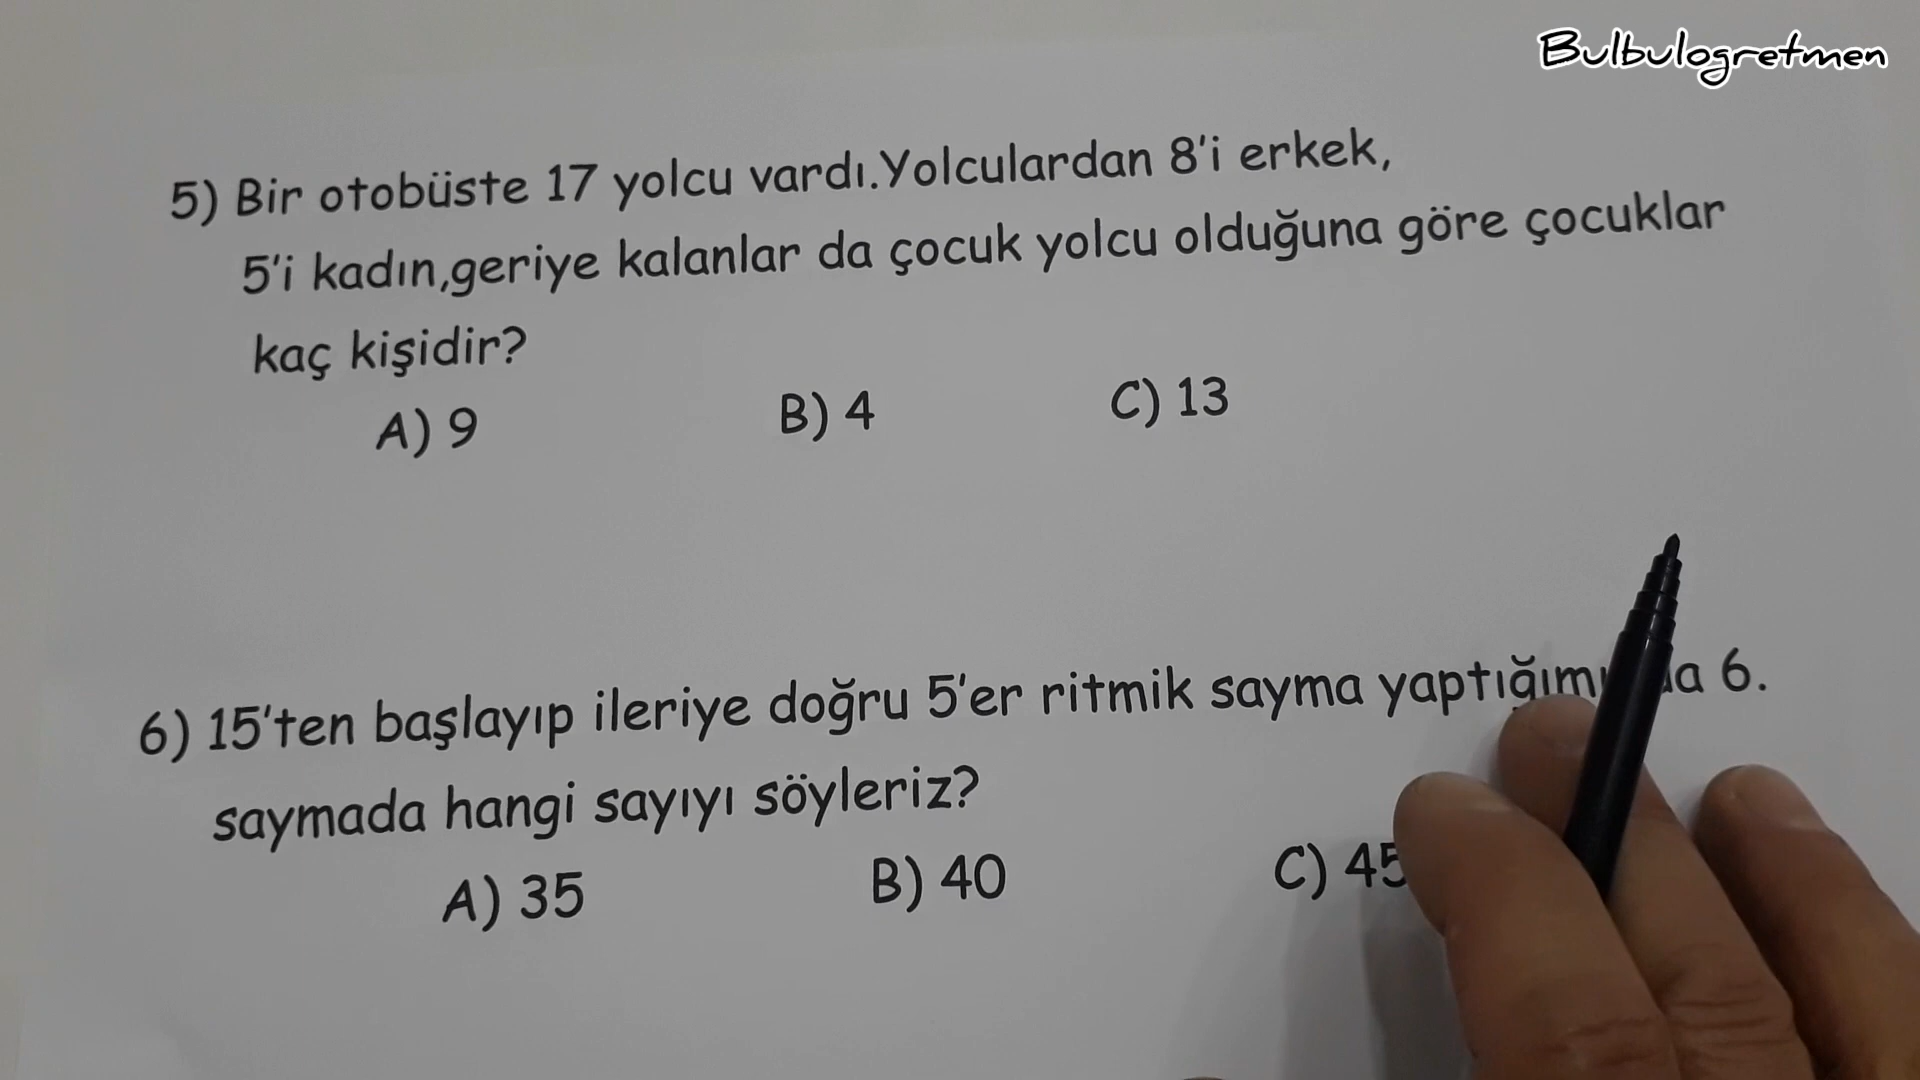 Bulbulogretmen
5) Bir otobüste 17 yolcu vardı.Yolculardan 8'i erkek,
5'i kadın,geriye kalanlar da çocuk yolcu olduğuna göre çocuklar
kaç kişidir?
A) 9 B) 4 C) 13
6) 15'ten başlayıp ileriye doğru 5'er ritmik sayma 6.
saymada hangi sayıyı söyleriz?
A) 35 B) 40 C) 45